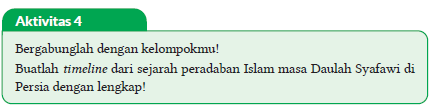 Aktivitas 4
Bergabunglah dengan kelompokmu!
Buatlah timeline dari sejarah peradaban Islam masa Daulah Syafawi di
Persia dengan lengkap!